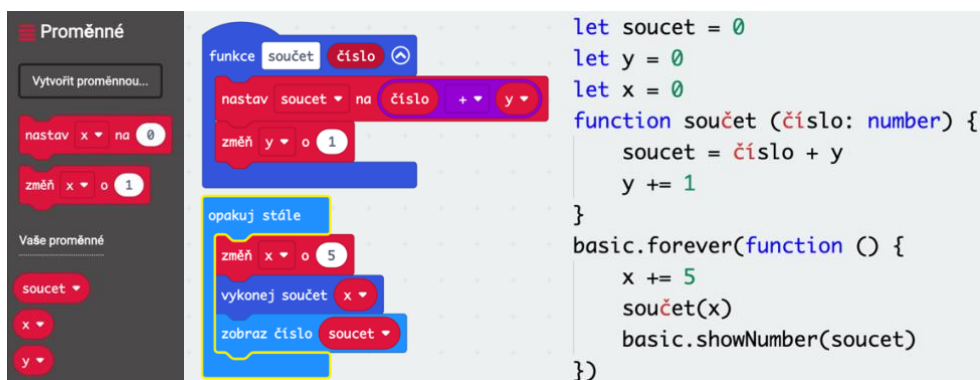 Proměnné
Vytvořit proměnnou...
nastav x na 0
změň x o 1
Vaše proměnné
soucet
x
y
funkce součet číslo
nastav soucet na číslo + y
změň y o 1
opakuj stále
změň x o 5
vykonej součet x
zobraz číslo soucet
let soucet = 0
let y = 0
let x = 0
function součet (číslo: number) {
    soucet = číslo + y
    y += 1
}
basic.forever(function () {
    x += 5
    součet(x)
    basic.showNumber(soucet)
})